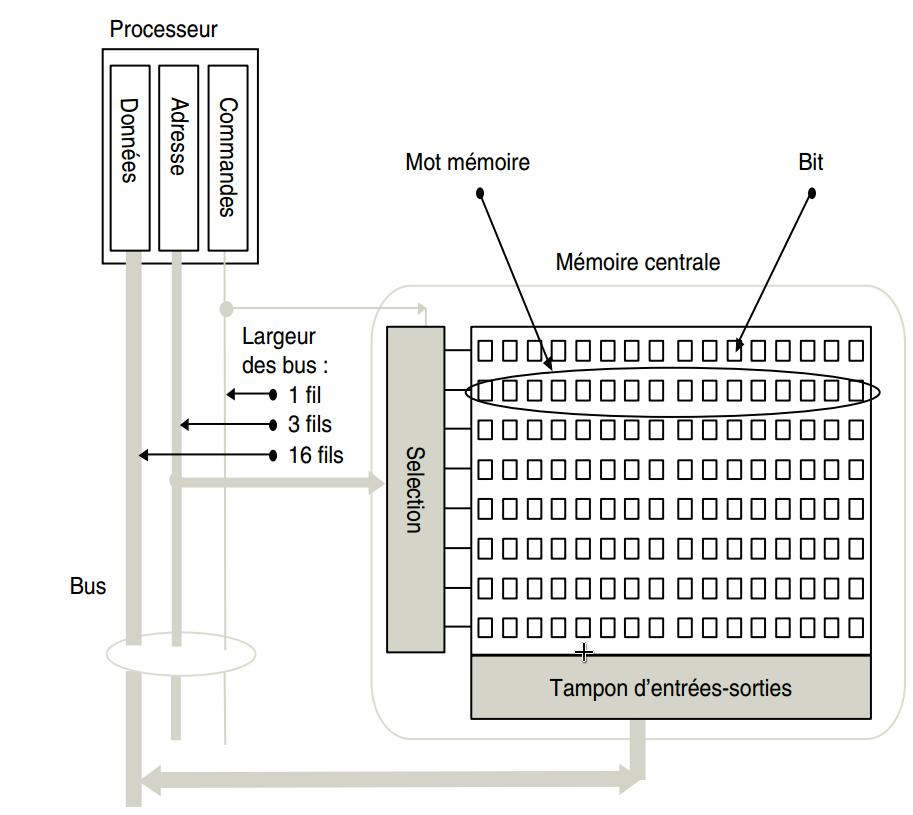 Processeur
Données
Adresse
Commandes
Mot mémoire
Bit
Mémoire centrale
Largeur
des bus :
1 fil
3 fils
16 fils
Selection
Bus
Tampon d'entrées-sorties